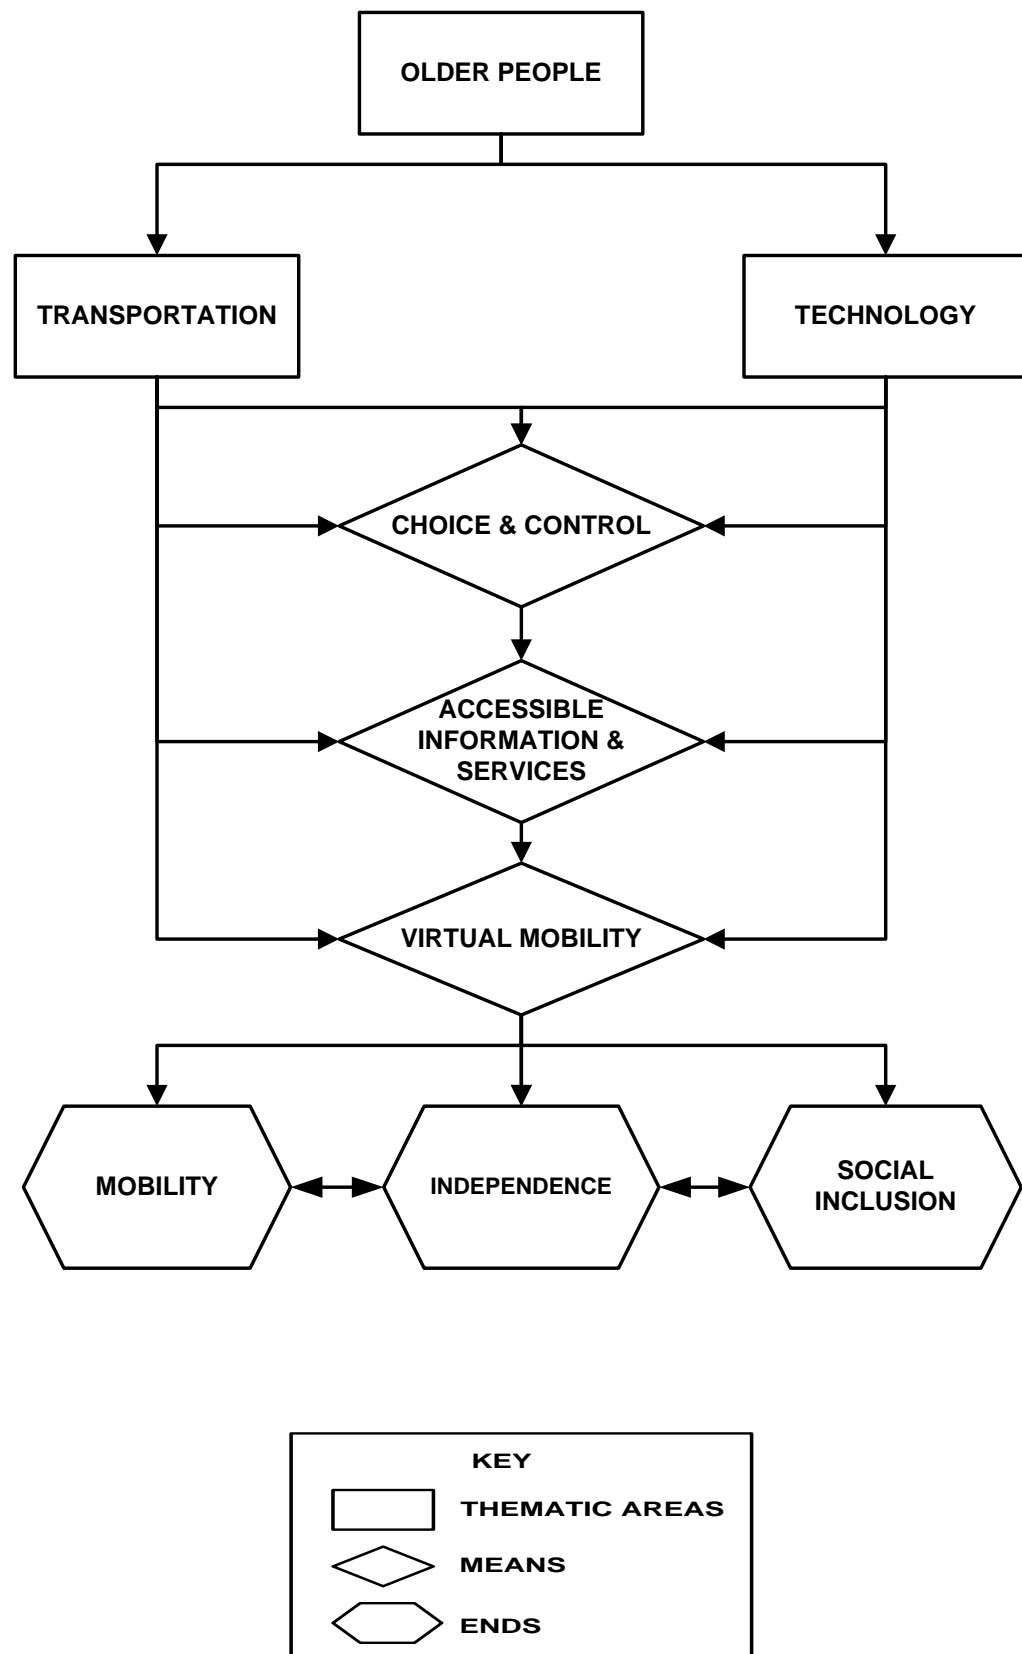 OLDER PEOPLE
TRANSPORTATION
TECHNOLOGY
CHOICE & CONTROL
ACCESSIBLE
INFORMATION &
SERVICES
VIRTUAL MOBILITY
MOBILITY
INDEPENDENCE
SOCIAL
INCLUSION
KEY
THEMATIC AREAS
MEANS
ENDS